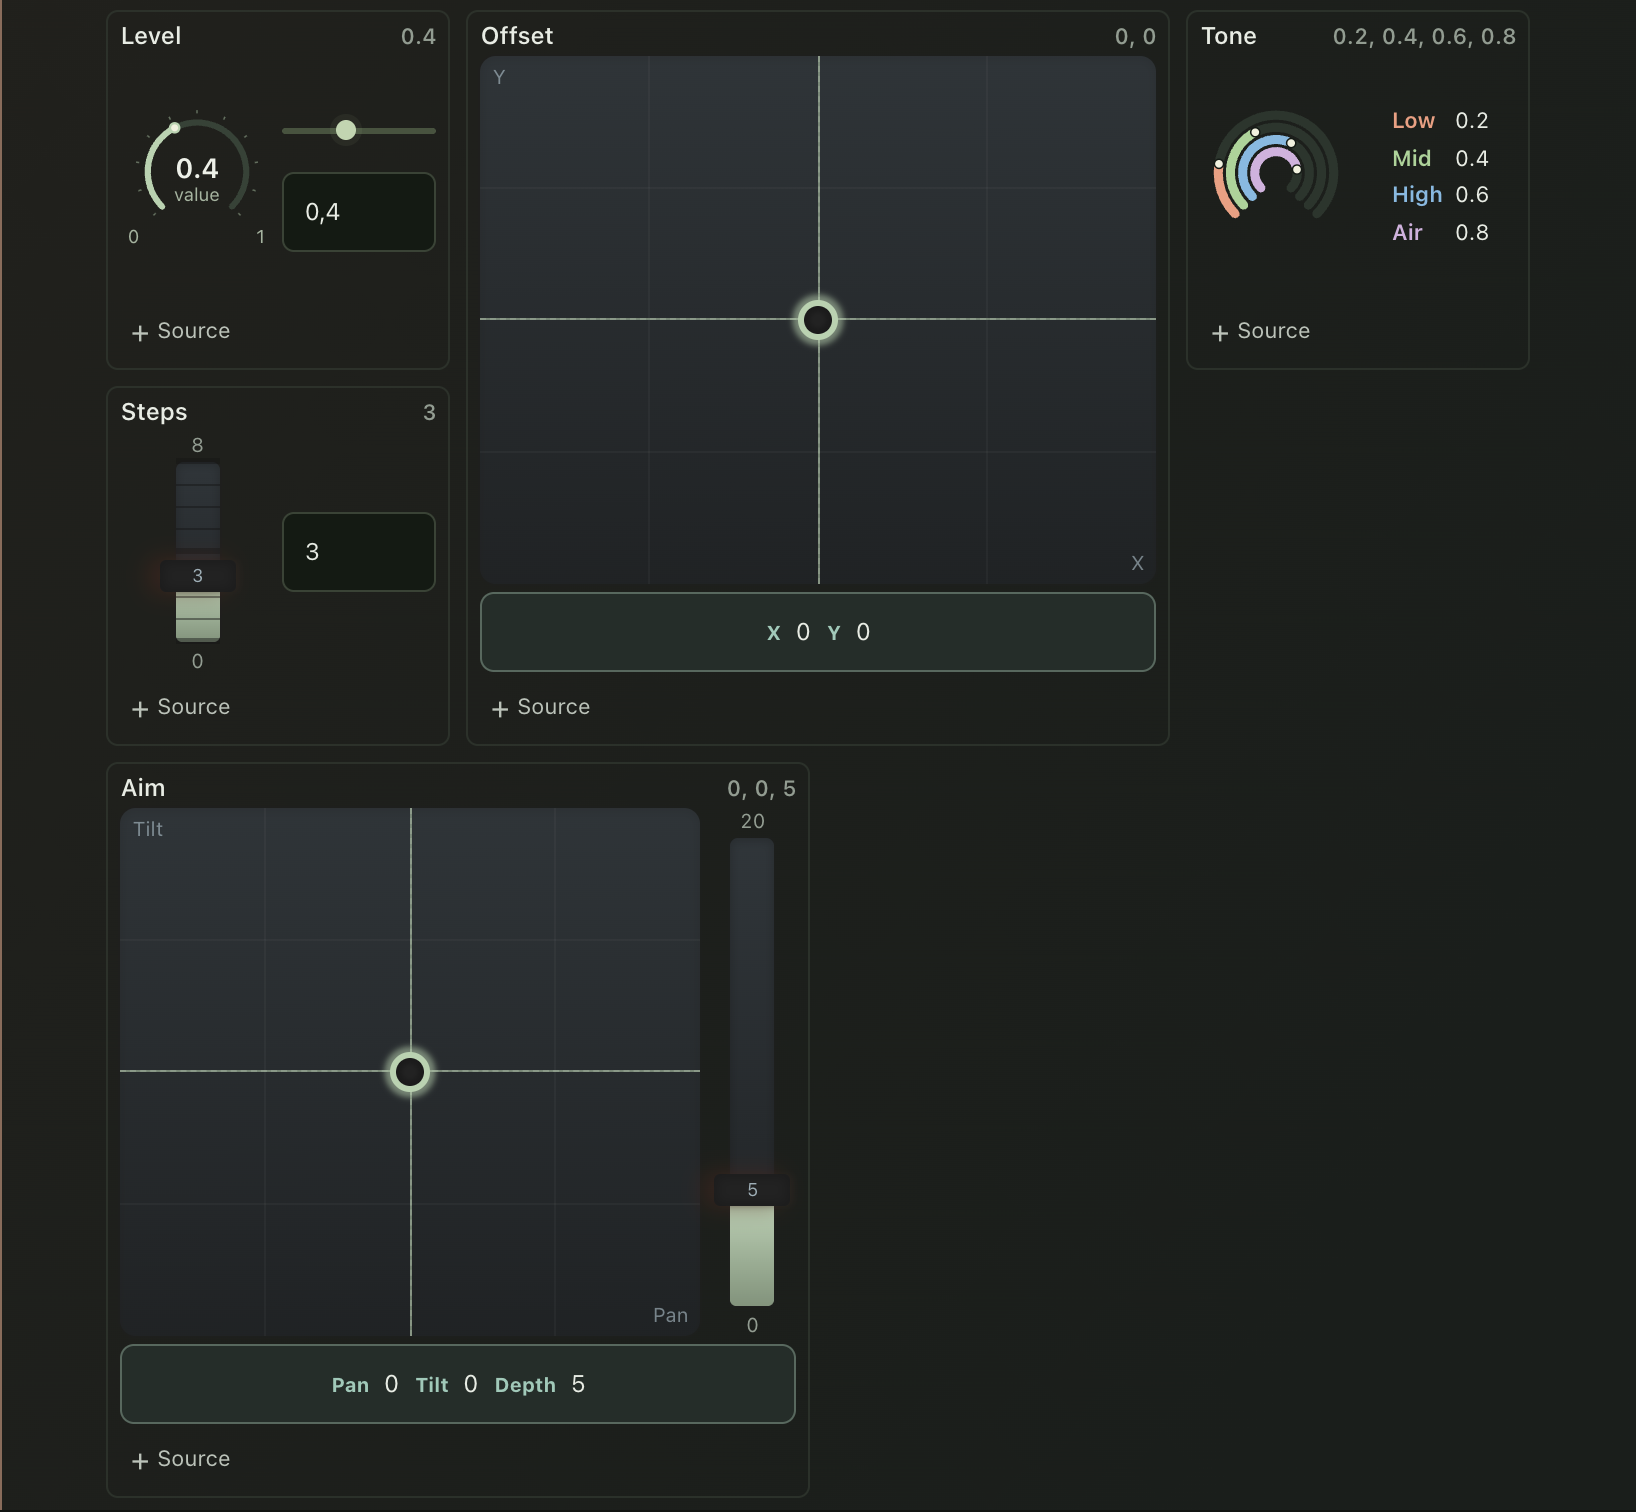 Level 0.4
0.4
value
0 1
0,4
+ Source
Offset 0, 0
Y
X
X 0 Y 0
+ Source
Tone 0.2, 0.4, 0.6, 0.8
Low 0.2
Mid 0.4
High 0.6
Air 0.8
+ Source
Steps 3
8
3
0
3
+ Source
Aim 0, 0, 5
Tilt
Pan
20
5
0
Pan 0 Tilt 0 Depth 5
+ Source